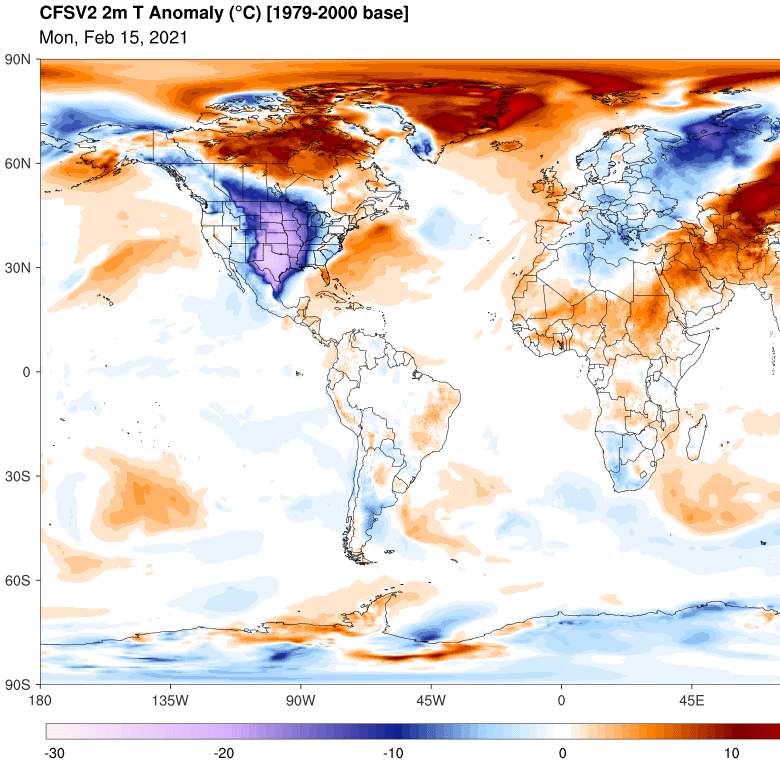 CFSV2 2m T Anomaly (°C) [1979-2000 base]
Mon, Feb 15, 2021
90N
60N
30N
0
30S
60S
90S
180 135W 90W 45W 0 45E
-30 -20 -10 0 10